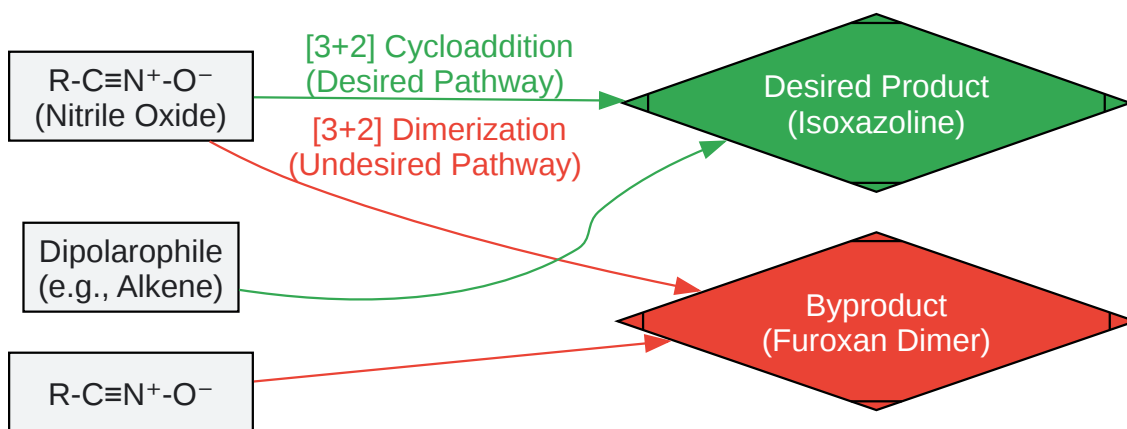 R-C≡N⁺-O⁻
(Nitrile Oxide)
[3+2] Cycloaddition
(Desired Pathway)
Desired Product
(Isoxazoline)
[3+2] Dimerization
(Undesired Pathway)
Dipolarophile
(e.g., Alkene)
Byproduct
(Furoxan Dimer)
R-C≡N⁺-O⁻